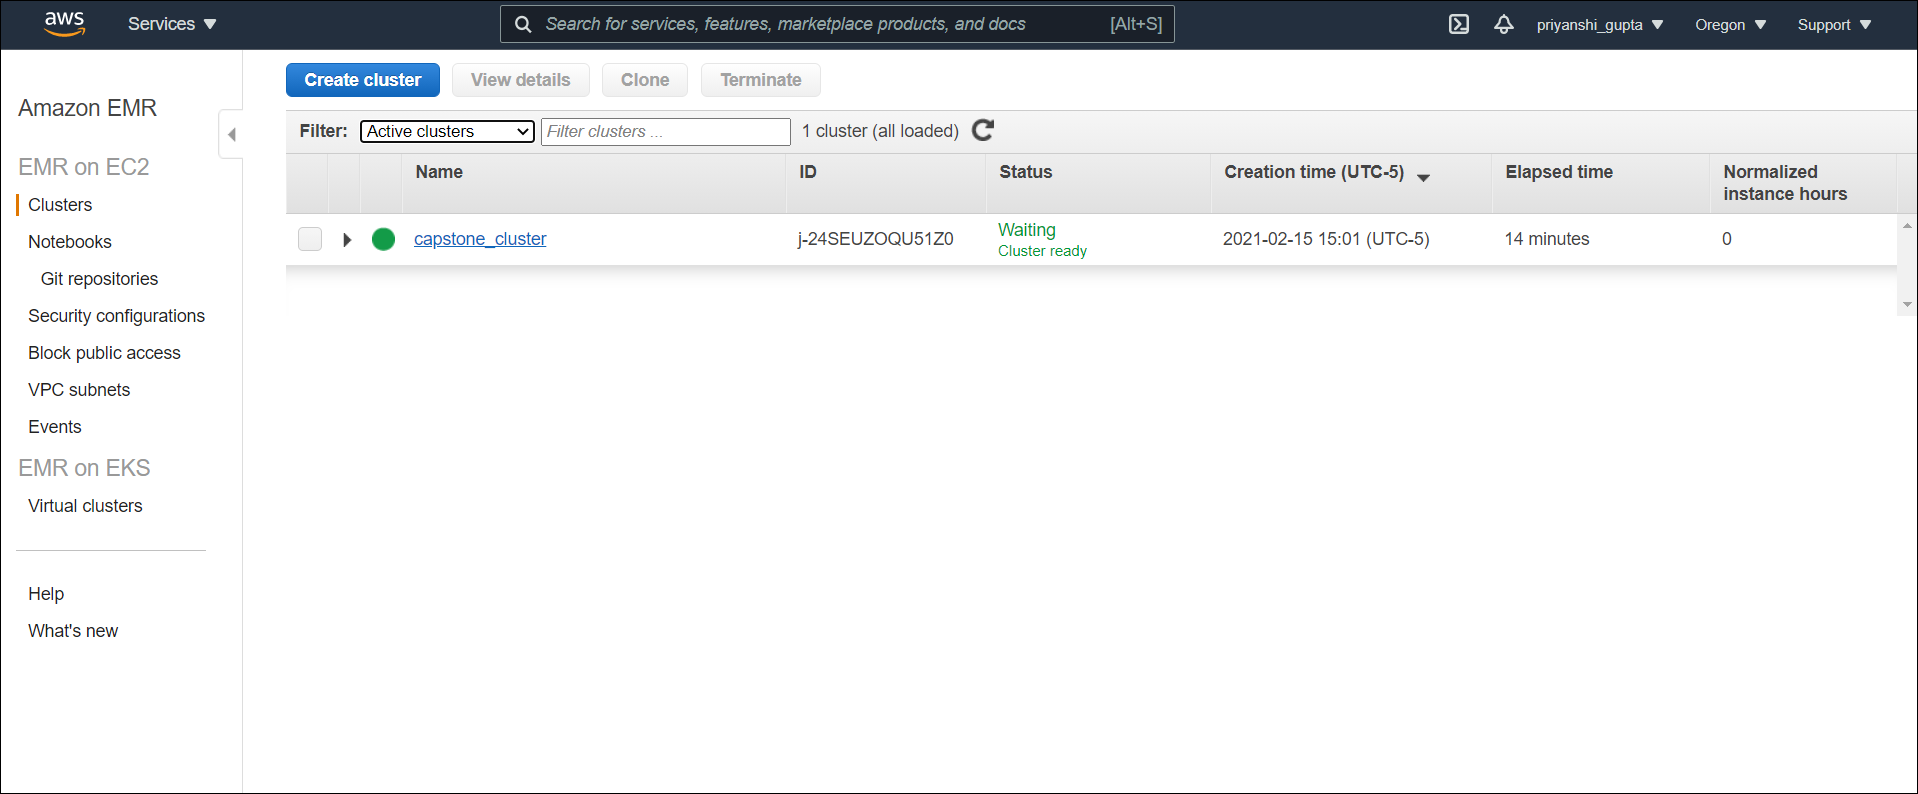 aws
Services
Search for services, features, marketplace products, and docs [Alt+S]
priyanshi_gupta
Oregon
Support
Amazon EMR
EMR on EC2
Clusters
Notebooks
Git repositories
Security configurations
Block public access
VPC subnets
Events
EMR on EKS
Virtual clusters
Help
What's new
Create cluster View details Clone Terminate
Filter: Active clusters Filter clusters ... 1 cluster (all loaded)
Name ID Status Creation time (UTC-5) Elapsed time Normalized
instance hours
capstone_cluster j-24SEUZOQU51Z0 Waiting 2021-02-15 15:01 (UTC-5) 14 minutes 0
Cluster ready